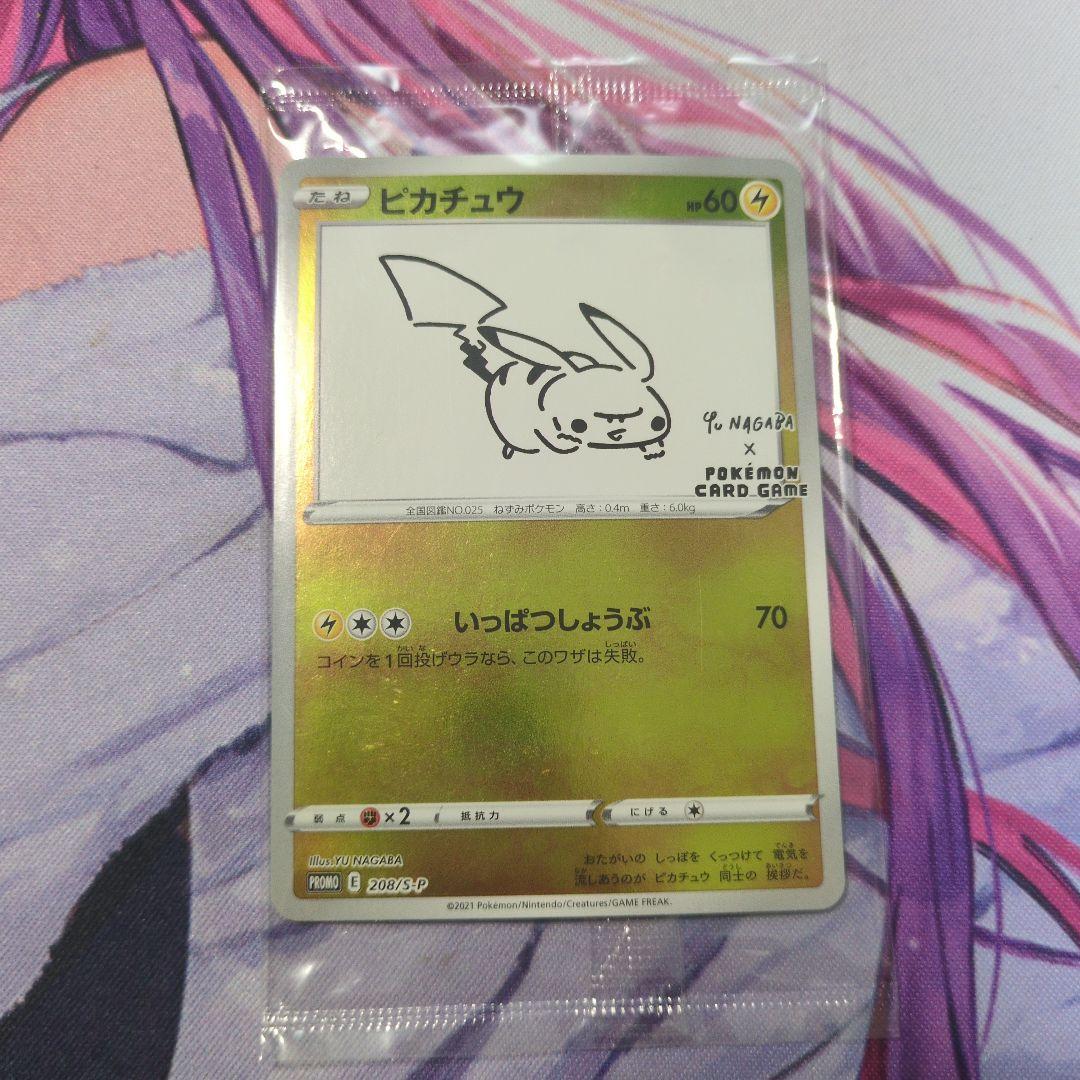 たね ピカチュウ HP 60
Yu NAGABA
×
POKÉMON
CARD GAME
全国図鑑NO.025 ねずみポケモン 高さ:0.4m 重さ:6.0kg
いっぱつしょうぶ 70
コインを1回投げウラなら、このワザは失敗。
弱点 ×2 抵抗力 にげる
Illus.YU NAGABA
PROMO E 208/S-P
おたがいの しっぽを くっつけて 電気を
流しあうのが ピカチュウ 同士の 挨拶だ。
©2021 Pokémon/Nintendo/Creatures/GAME FREAK.